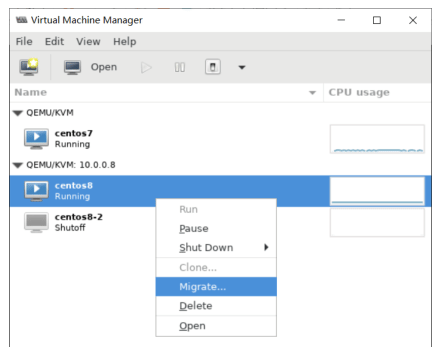 Virtual Machine Manager
File Edit View Help
Open
Name CPU usage
QEMU/KVM
centos7
Running
QEMU/KVM: 10.0.0.8
centos8
Running
centos8-2
Shutoff
Run
Pause
Shut Down
Clone...
Migrate...
Delete
Open